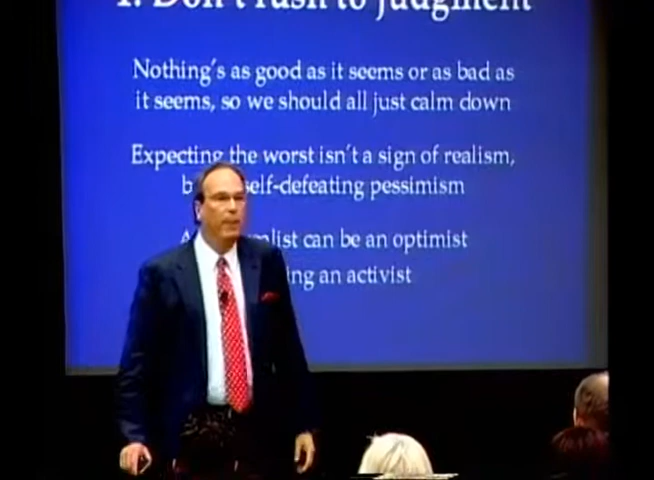 1. Don't rush to judgment
Nothing's as good as it seems or as bad as
it seems, so we should all just calm down
Expecting the worst isn't a sign of realism,
self-defeating pessimism
can be an optimist
an activist